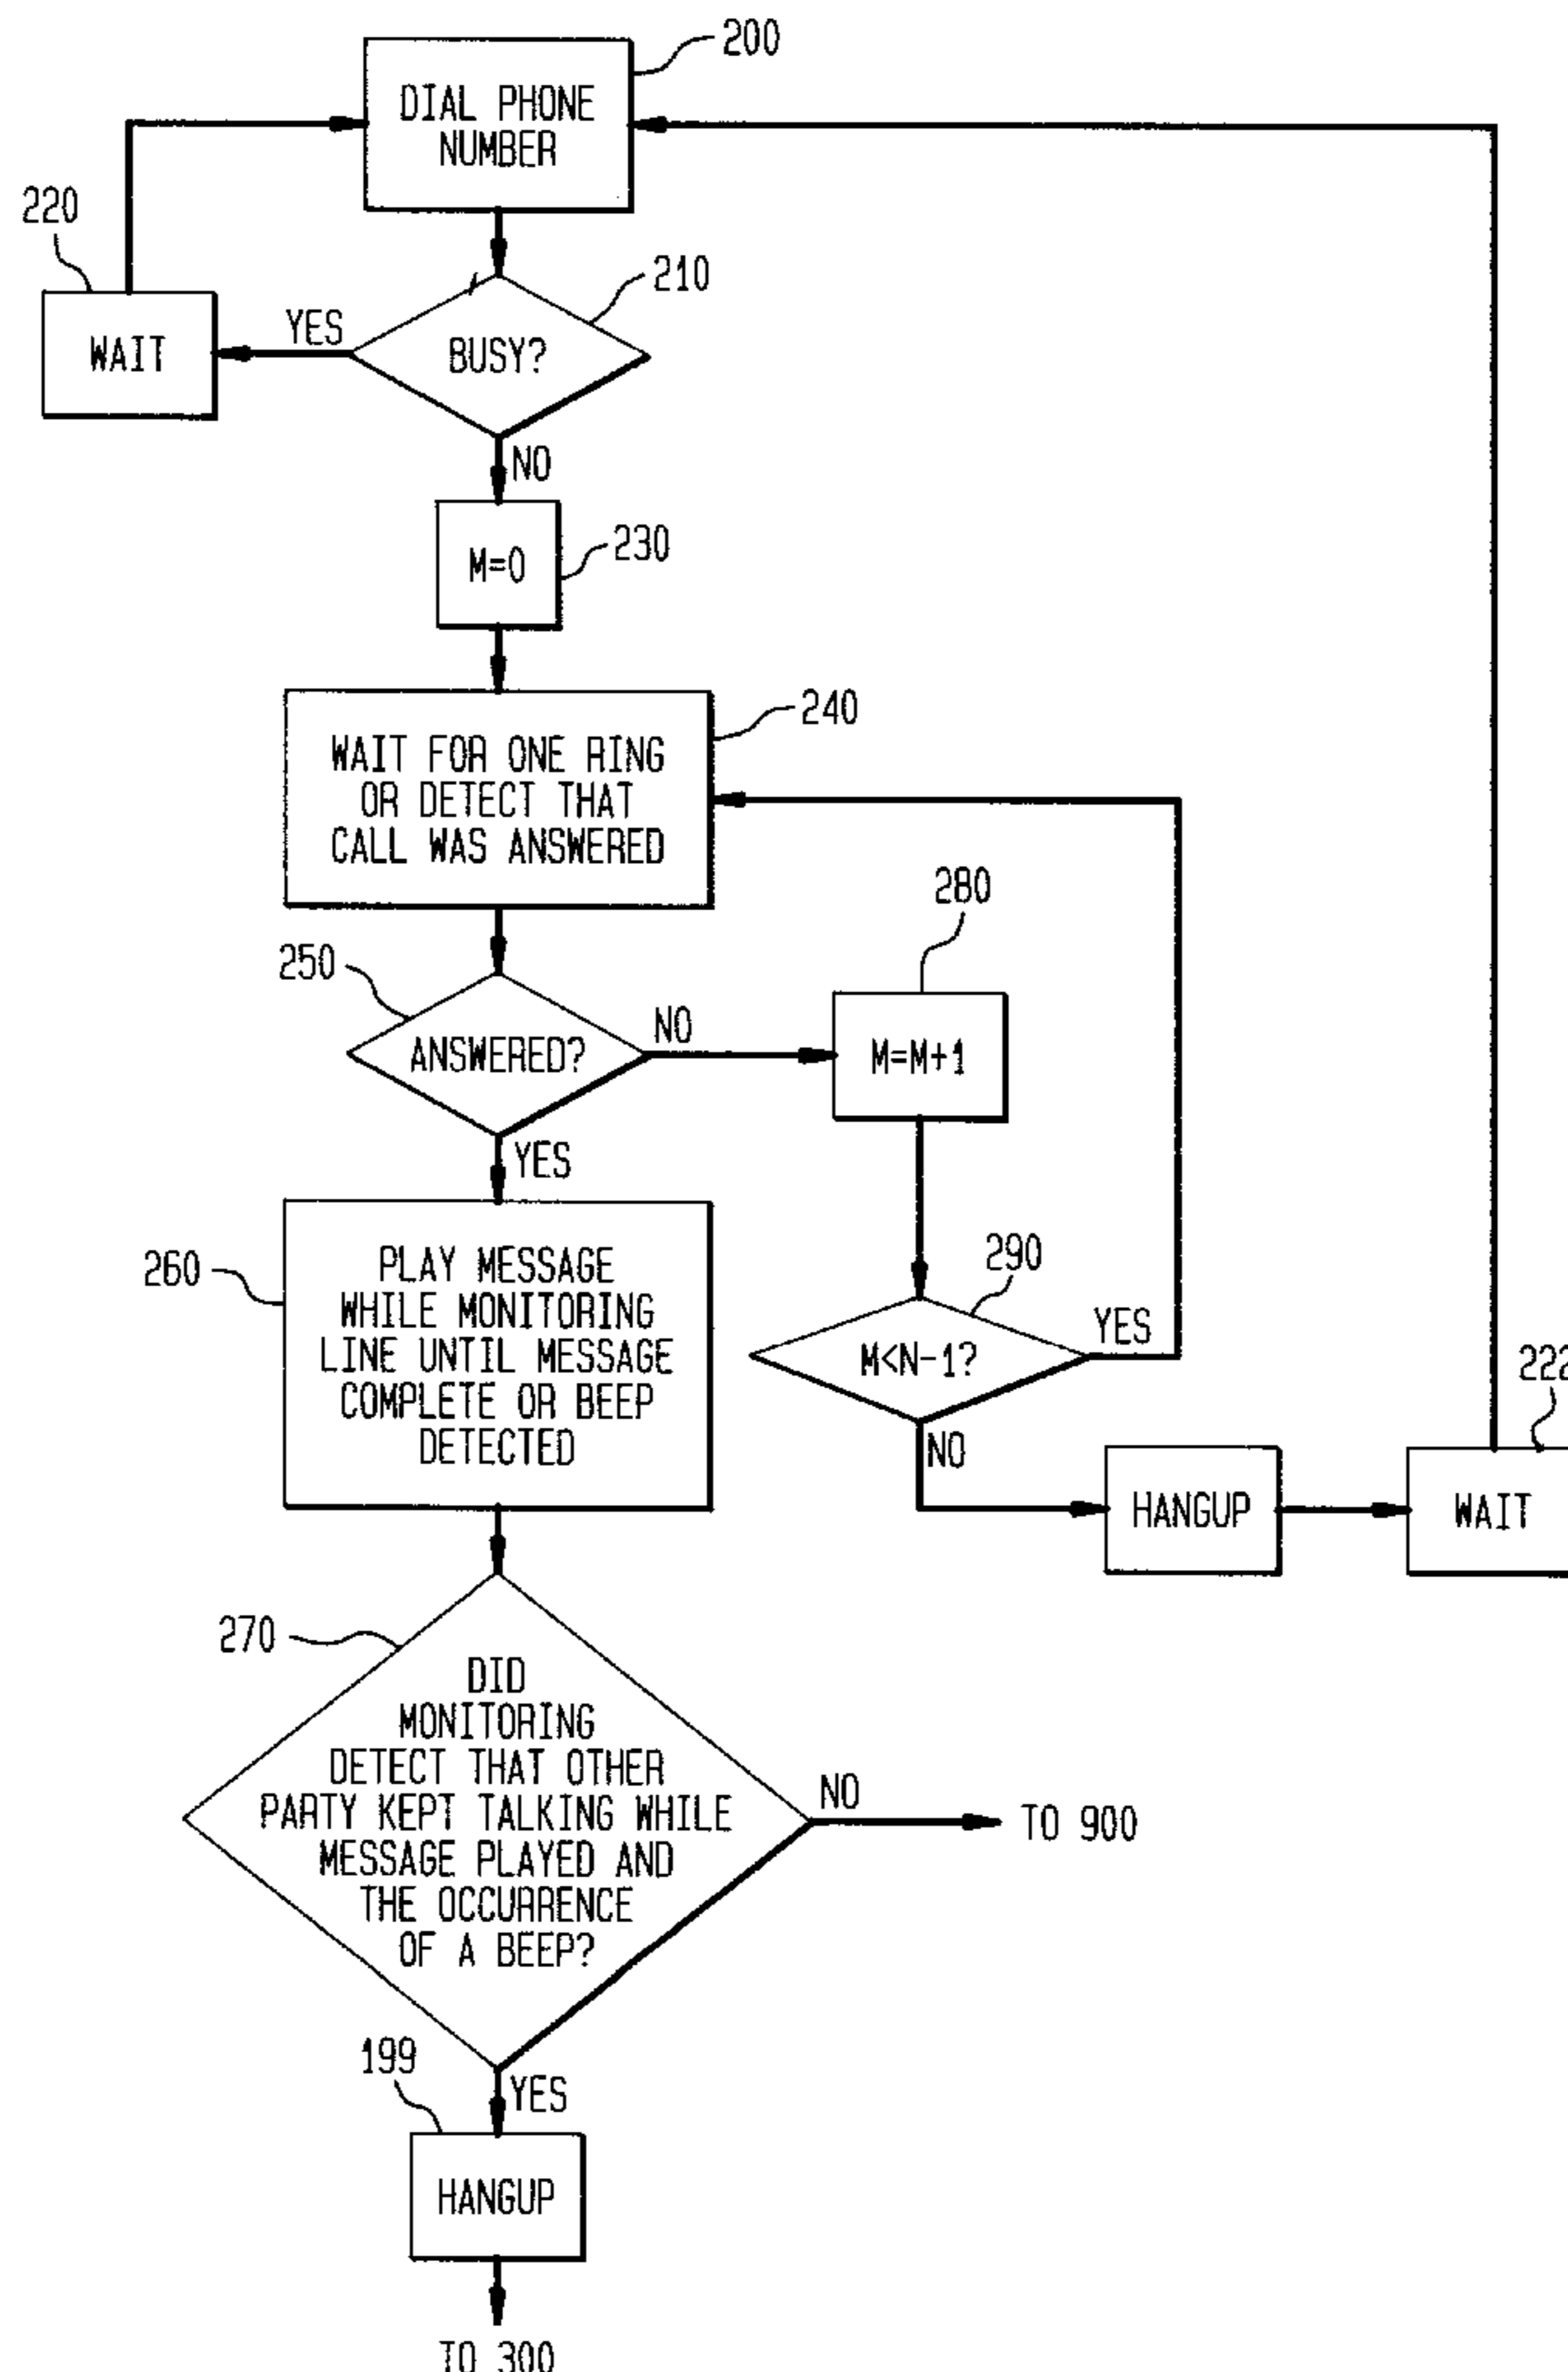 200
DIAL PHONE
NUMBER
220
210
YES
BUSY?
WAIT
NO
M=0
230
240
WAIT FOR ONE RING
OR DETECT THAT
CALL WAS ANSWERED
280
250
NO
ANSWERED?
M=M+1
YES
260
PLAY MESSAGE
WHILE MONITORING
LINE UNTIL MESSAGE
COMPLETE OR BEEP
DETECTED
290
YES
M<N-1?
222
NO
HANGUP
WAIT
270
DID
MONITORING
DETECT THAT OTHER
PARTY KEPT TALKING WHILE
MESSAGE PLAYED AND
THE OCCURRENCE
OF A BEEP?
NO
TO 900
199
YES
HANGUP
TO 300